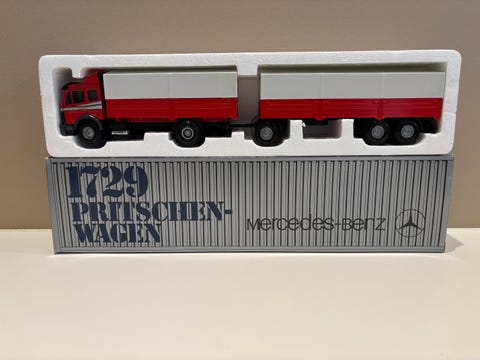 1729
PRITSCHEN-
WAGEN
Mercedes-Benz